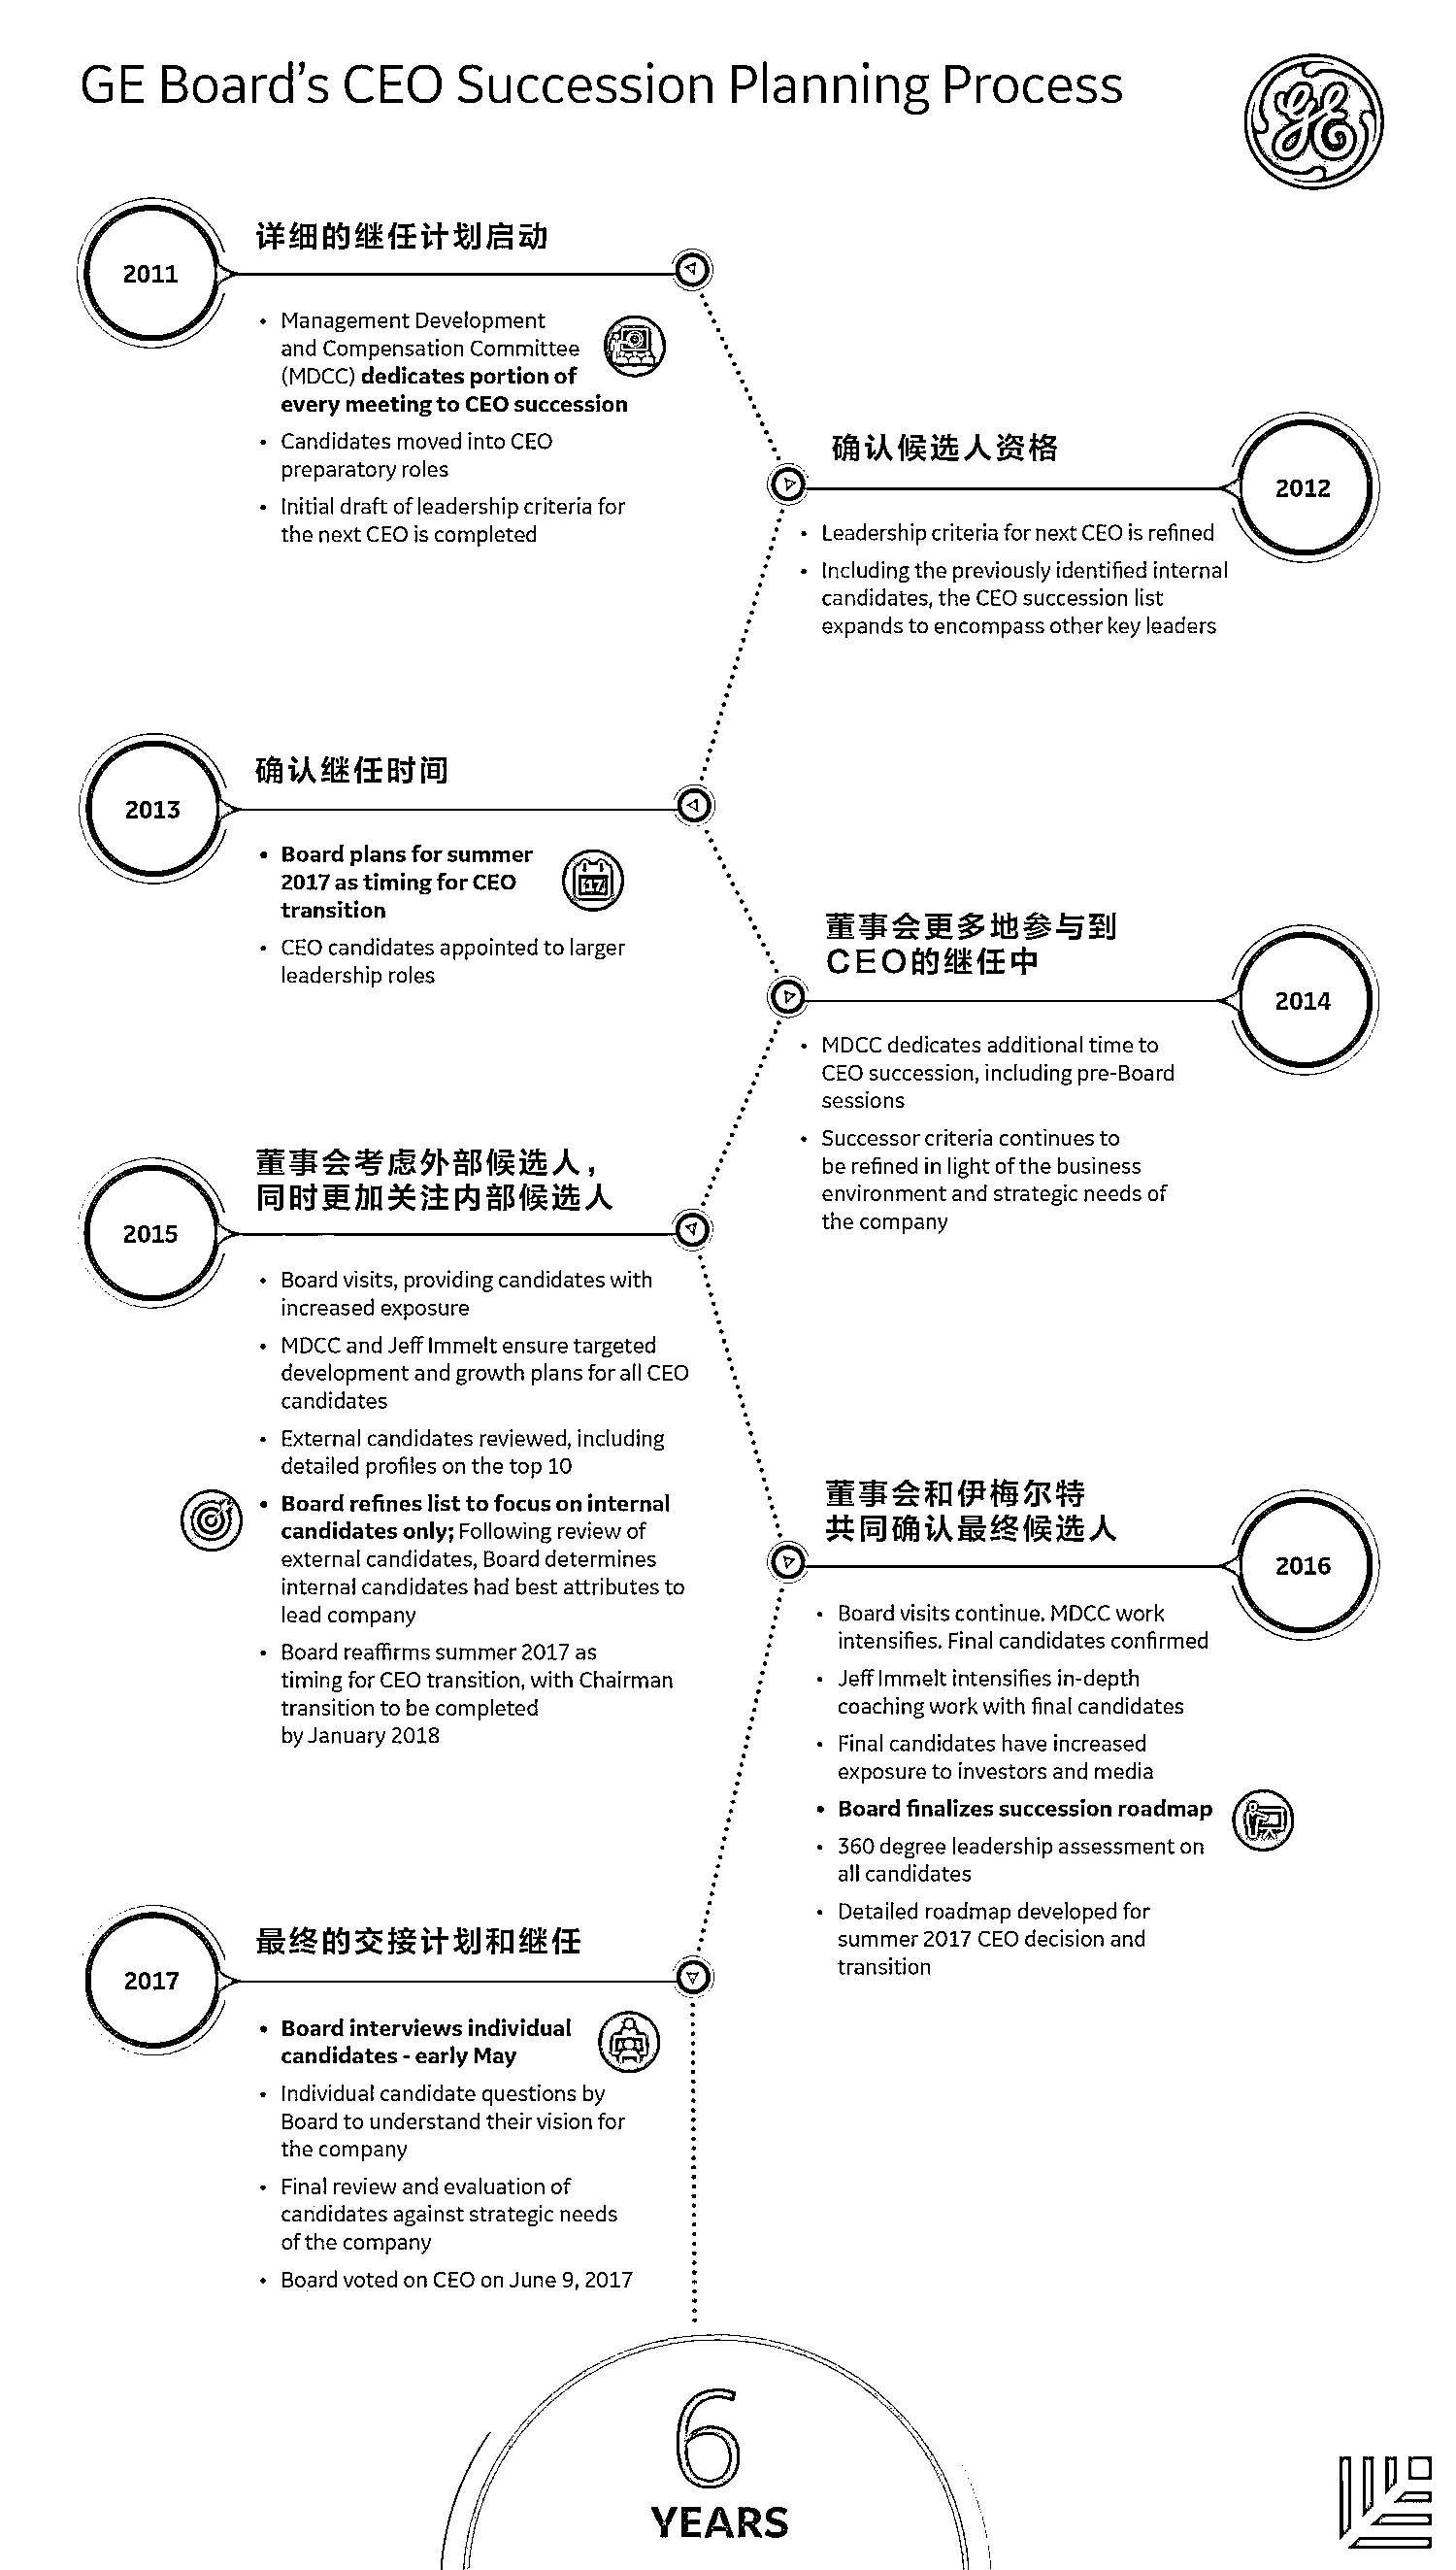 GE Board's CEO Succession Planning Process
GE
2011
详细的继任计划启动
• Management Development
and Compensation Committee
(MDCC) dedicates portion of
every meeting to CEO succession
• Candidates moved into CEO
preparatory roles
• Initial draft of leadership criteria for
the next CEO is completed
确认候选人资格
2012
• Leadership criteria for next CEO is refined
• Including the previously identified internal
candidates, the CEO succession list
expands to encompass other key leaders
2013
确认继任时间
• Board plans for summer
2017 as timing for CEO
transition
17
• CEO candidates appointed to larger
leadership roles
董事会更多地参与到
CEO的继任中
2014
• MDCC dedicates additional time to
CEO succession, including pre-Board
sessions
• Successor criteria continues to
be refined in light of the business
environment and strategic needs of
the company
2015
董事会考虑外部候选人，
同时更加关注内部候选人
• Board visits, providing candidates with
increased exposure
• MDCC and Jeff Immelt ensure targeted
development and growth plans for all CEO
candidates
• External candidates reviewed, including
detailed profiles on the top 10
• Board refines list to focus on internal
candidates only; Following review of
external candidates, Board determines
internal candidates had best attributes to
lead company
• Board reaffirms summer 2017 as
timing for CEO transition, with Chairman
transition to be completed
by January 2018
董事会和伊梅尔特
共同确认最终候选人
2016
• Board visits continue. MDCC work
intensifies. Final candidates confirmed
• Jeff Immelt intensifies in-depth
coaching work with final candidates
• Final candidates have increased
exposure to investors and media
• Board finalizes succession roadmap
• 360 degree leadership assessment on
all candidates
• Detailed roadmap developed for
summer 2017 CEO decision and
transition
2017
最终的交接计划和继任
• Board interviews individual
candidates - early May
• Individual candidate questions by
Board to understand their vision for
the company
• Final review and evaluation of
candidates against strategic needs
of the company
• Board voted on CEO on June 9, 2017
6
YEARS